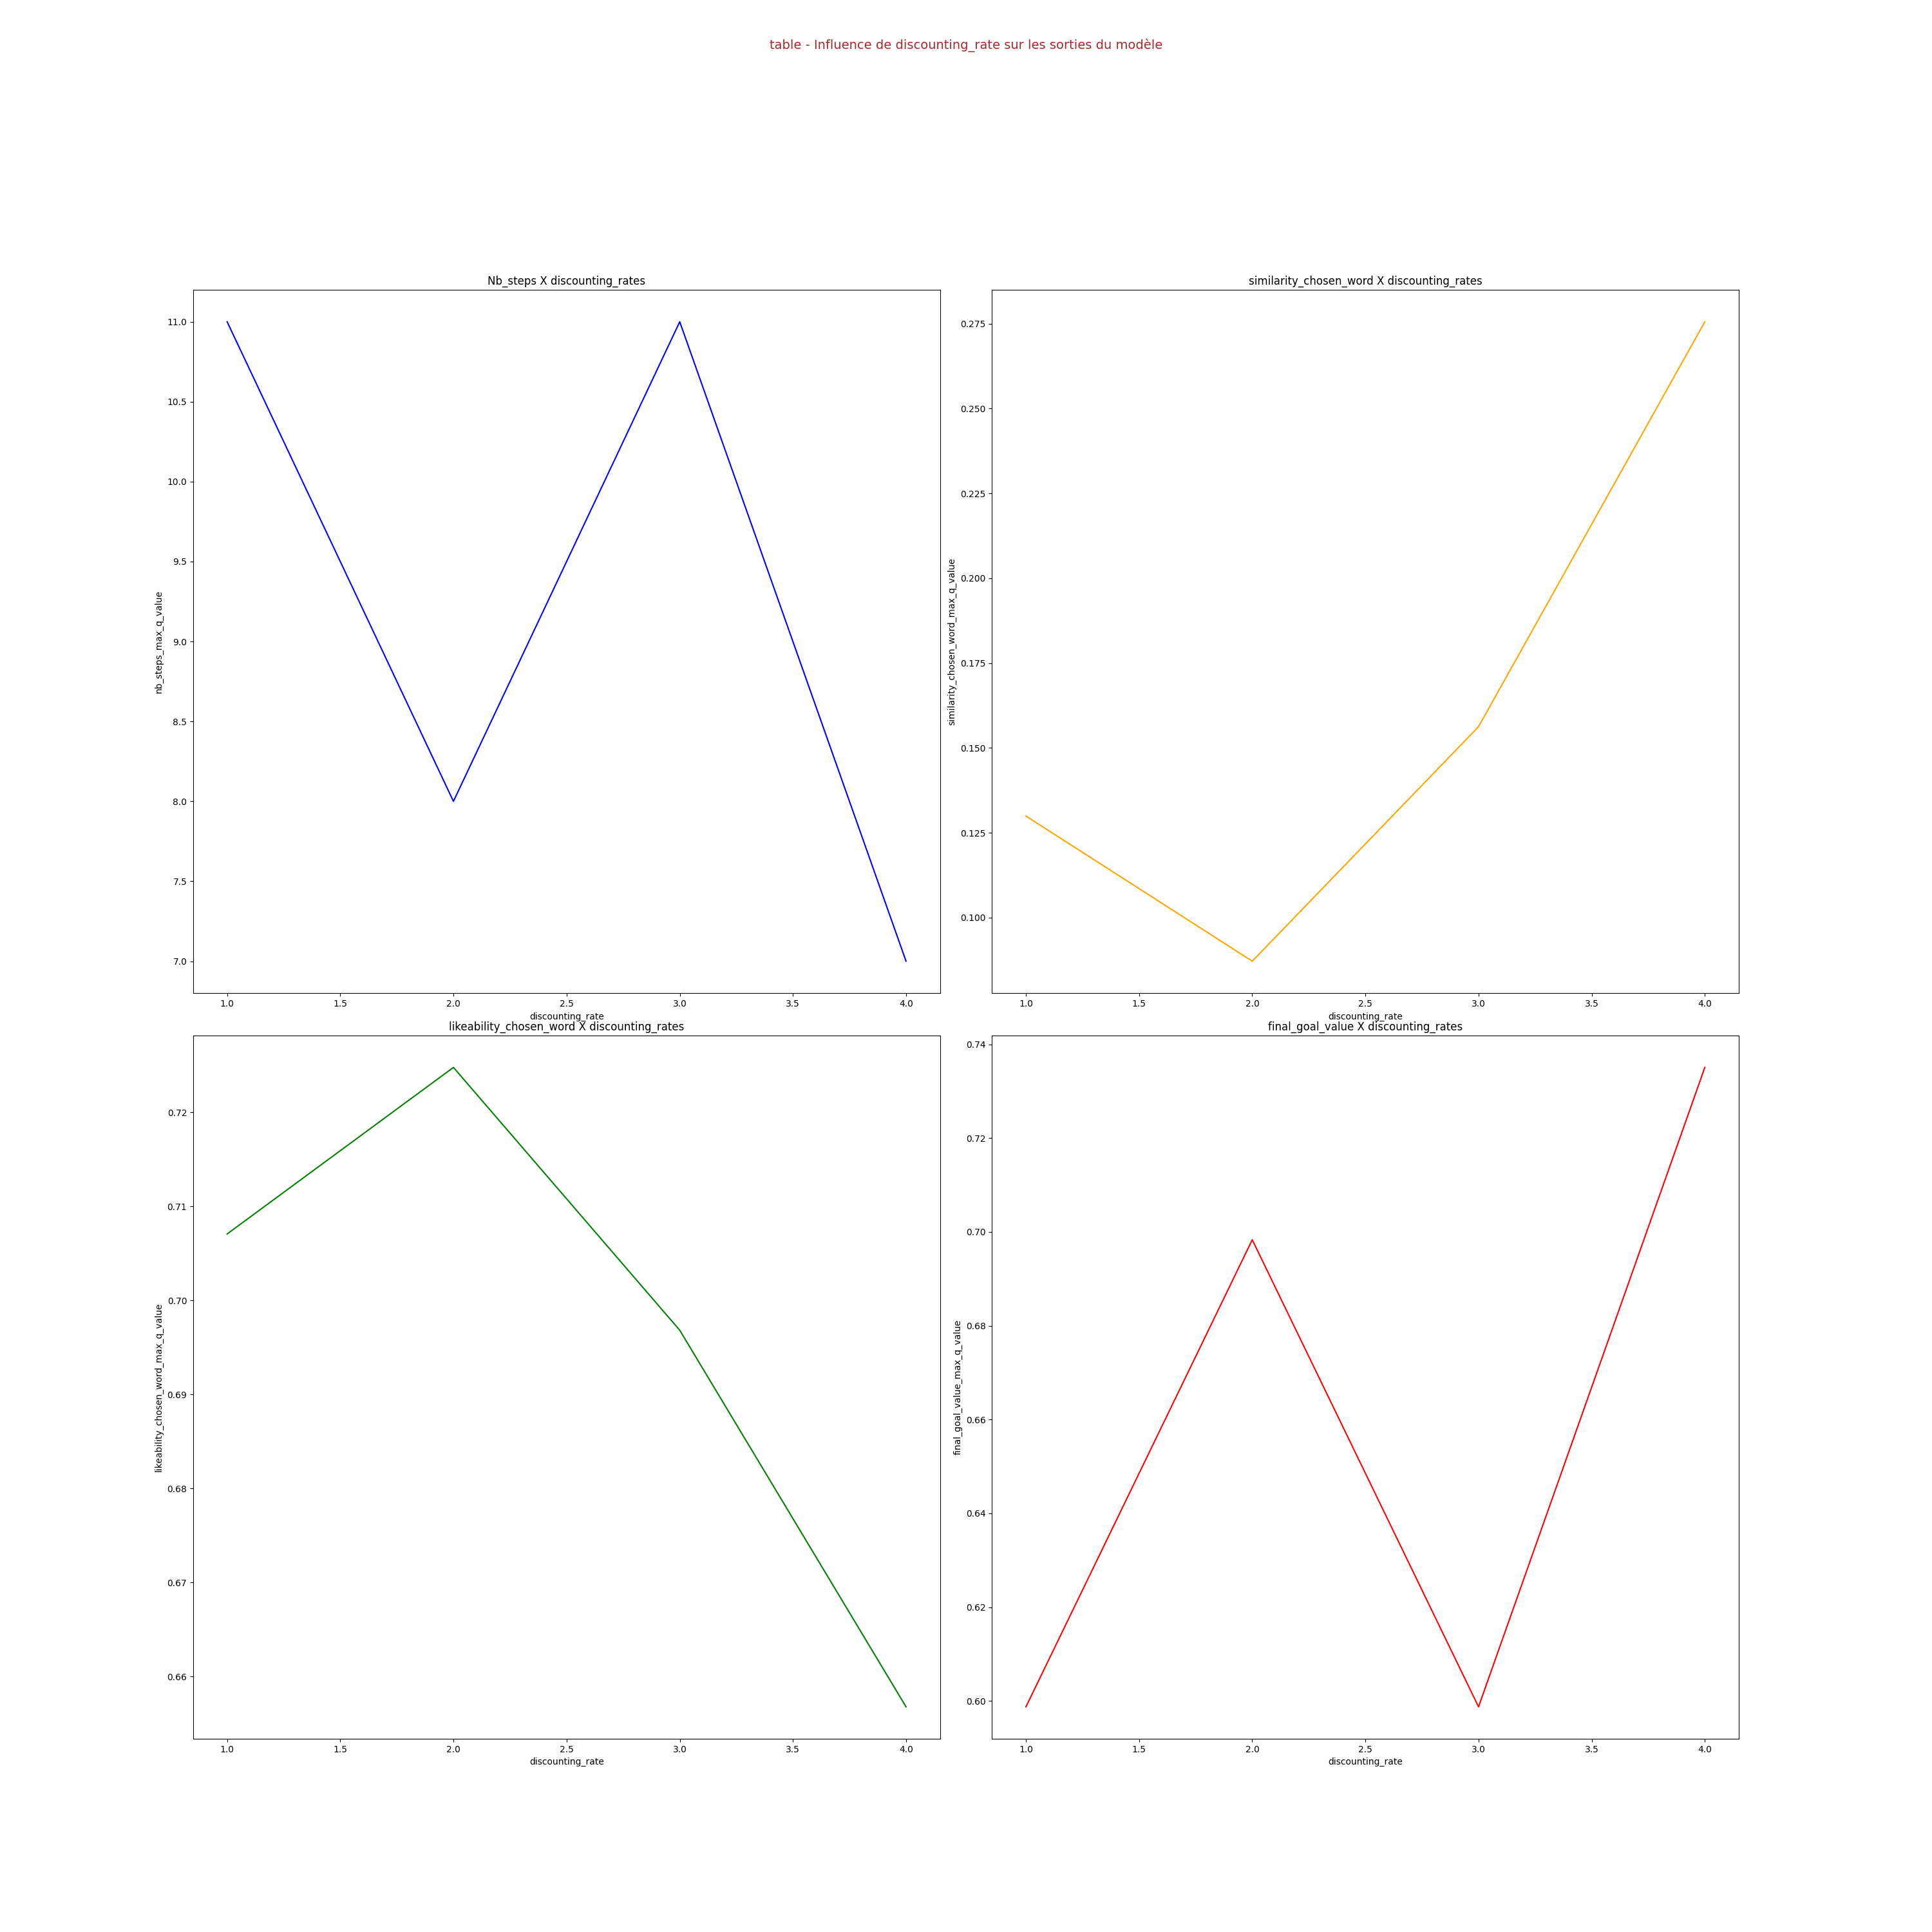 table - Influence de discounting_rate sur les sorties du modèle
Nb_steps X discounting_rates
nb_steps_max_q_value
11.0
10.5
10.0
9.5
9.0
8.5
8.0
7.5
7.0
1.0 1.5 2.0 2.5 3.0 3.5 4.0
discounting_rate
similarity_chosen_word X discounting_rates
similarity_chosen_word_max_q_value
0.275
0.250
0.225
0.200
0.175
0.150
0.125
0.100
1.0 1.5 2.0 2.5 3.0 3.5 4.0
discounting_rate
likeability_chosen_word X discounting_rates
likeability_chosen_word_max_q_value
0.72
0.71
0.70
0.69
0.68
0.67
0.66
1.0 1.5 2.0 2.5 3.0 3.5 4.0
discounting_rate
final_goal_value X discounting_rates
final_goal_value_max_q_value
0.74
0.72
0.70
0.68
0.66
0.64
0.62
0.60
1.0 1.5 2.0 2.5 3.0 3.5 4.0
discounting_rate